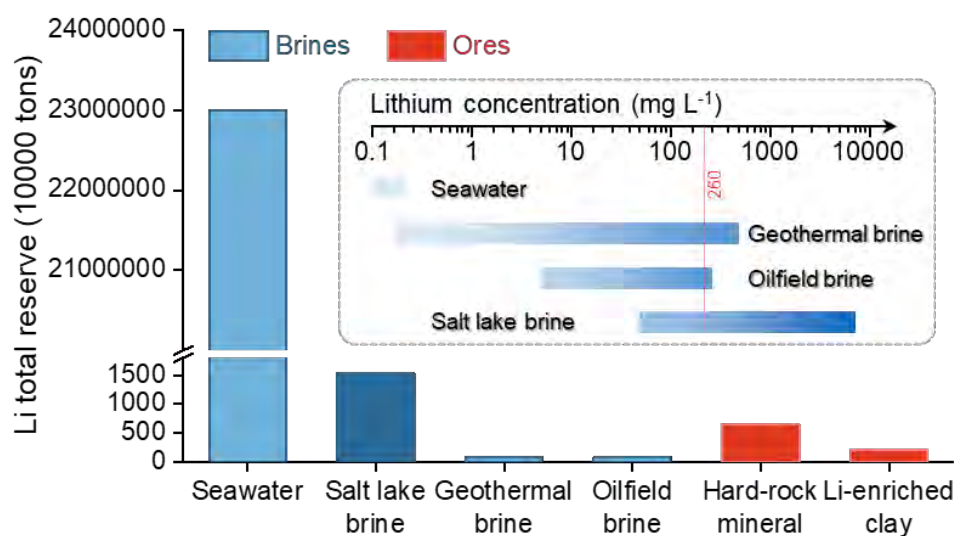 Li total reserve (10000 tons)
24000000
23000000
22000000
21000000
1500
1000
500
0
Brines
Ores
Lithium concentration (mg L⁻¹)
0.1 1 10 100 1000 10000
260
Seawater
Geothermal brine
Oilfield brine
Salt lake brine
Seawater Salt lake Geothermal Oilfield Hard-rock Li-enriched
brine brine brine mineral clay